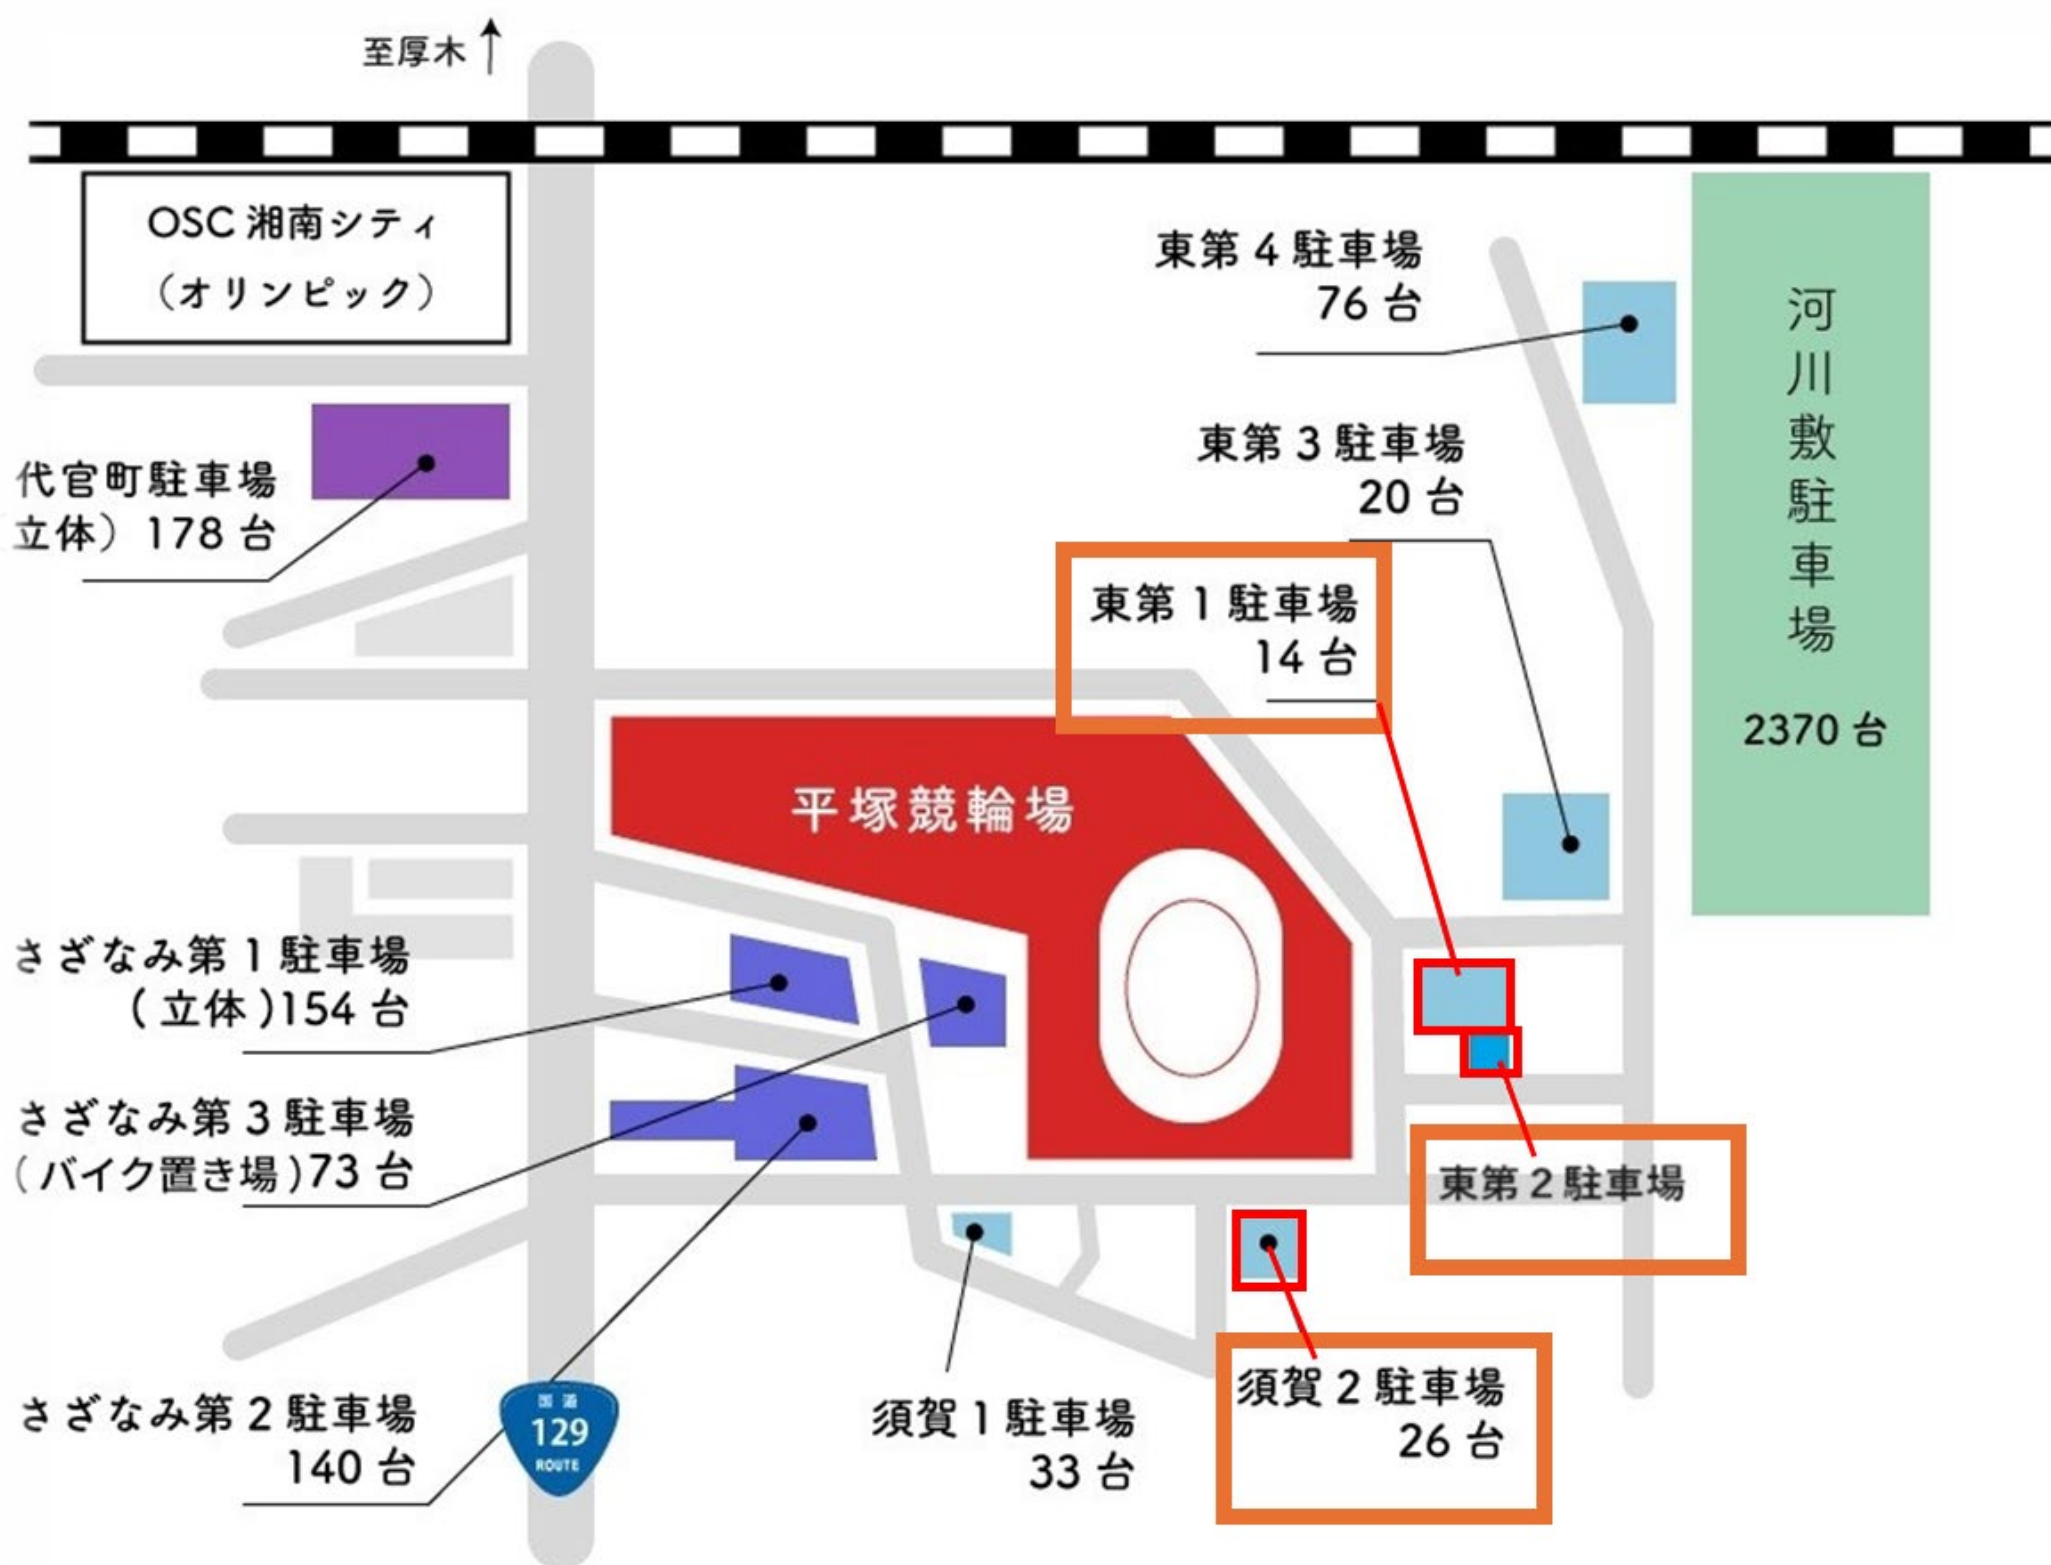 至厚木
OSC 湘南シティ
（オリンピック）
東第 4 駐車場
76 台
河川敷駐車場
2370 台
代官町駐車場
立体） 178 台
東第 3 駐車場
20 台
東第 1 駐車場
14 台
平塚競輪場
さざなみ第 1 駐車場
( 立体 )154 台
さざなみ第 3 駐車場
( バイク置き場 )73 台
東第２駐車場
さざなみ第 2 駐車場
140 台
国道
129
ROUTE
須賀 1 駐車場
33 台
須賀 2 駐車場
26 台